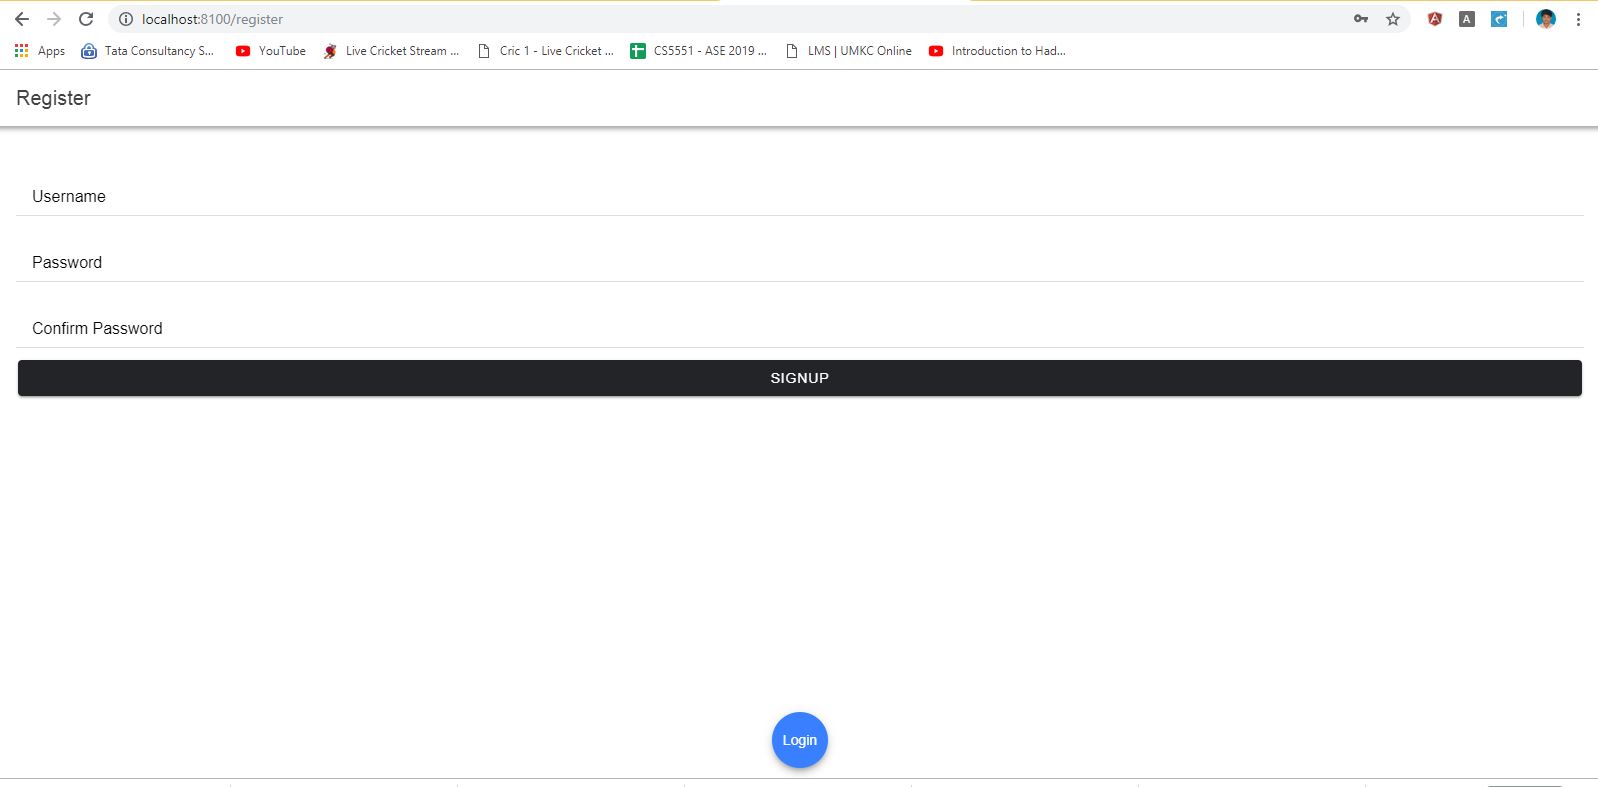 localhost:8100/register
Apps Tata Consultancy S... YouTube Live Cricket Stream ... Cric 1 - Live Cricket ... CS5551 - ASE 2019 ... LMS | UMKC Online Introduction to Had...
Register
Username
Password
Confirm Password
SIGNUP
Login